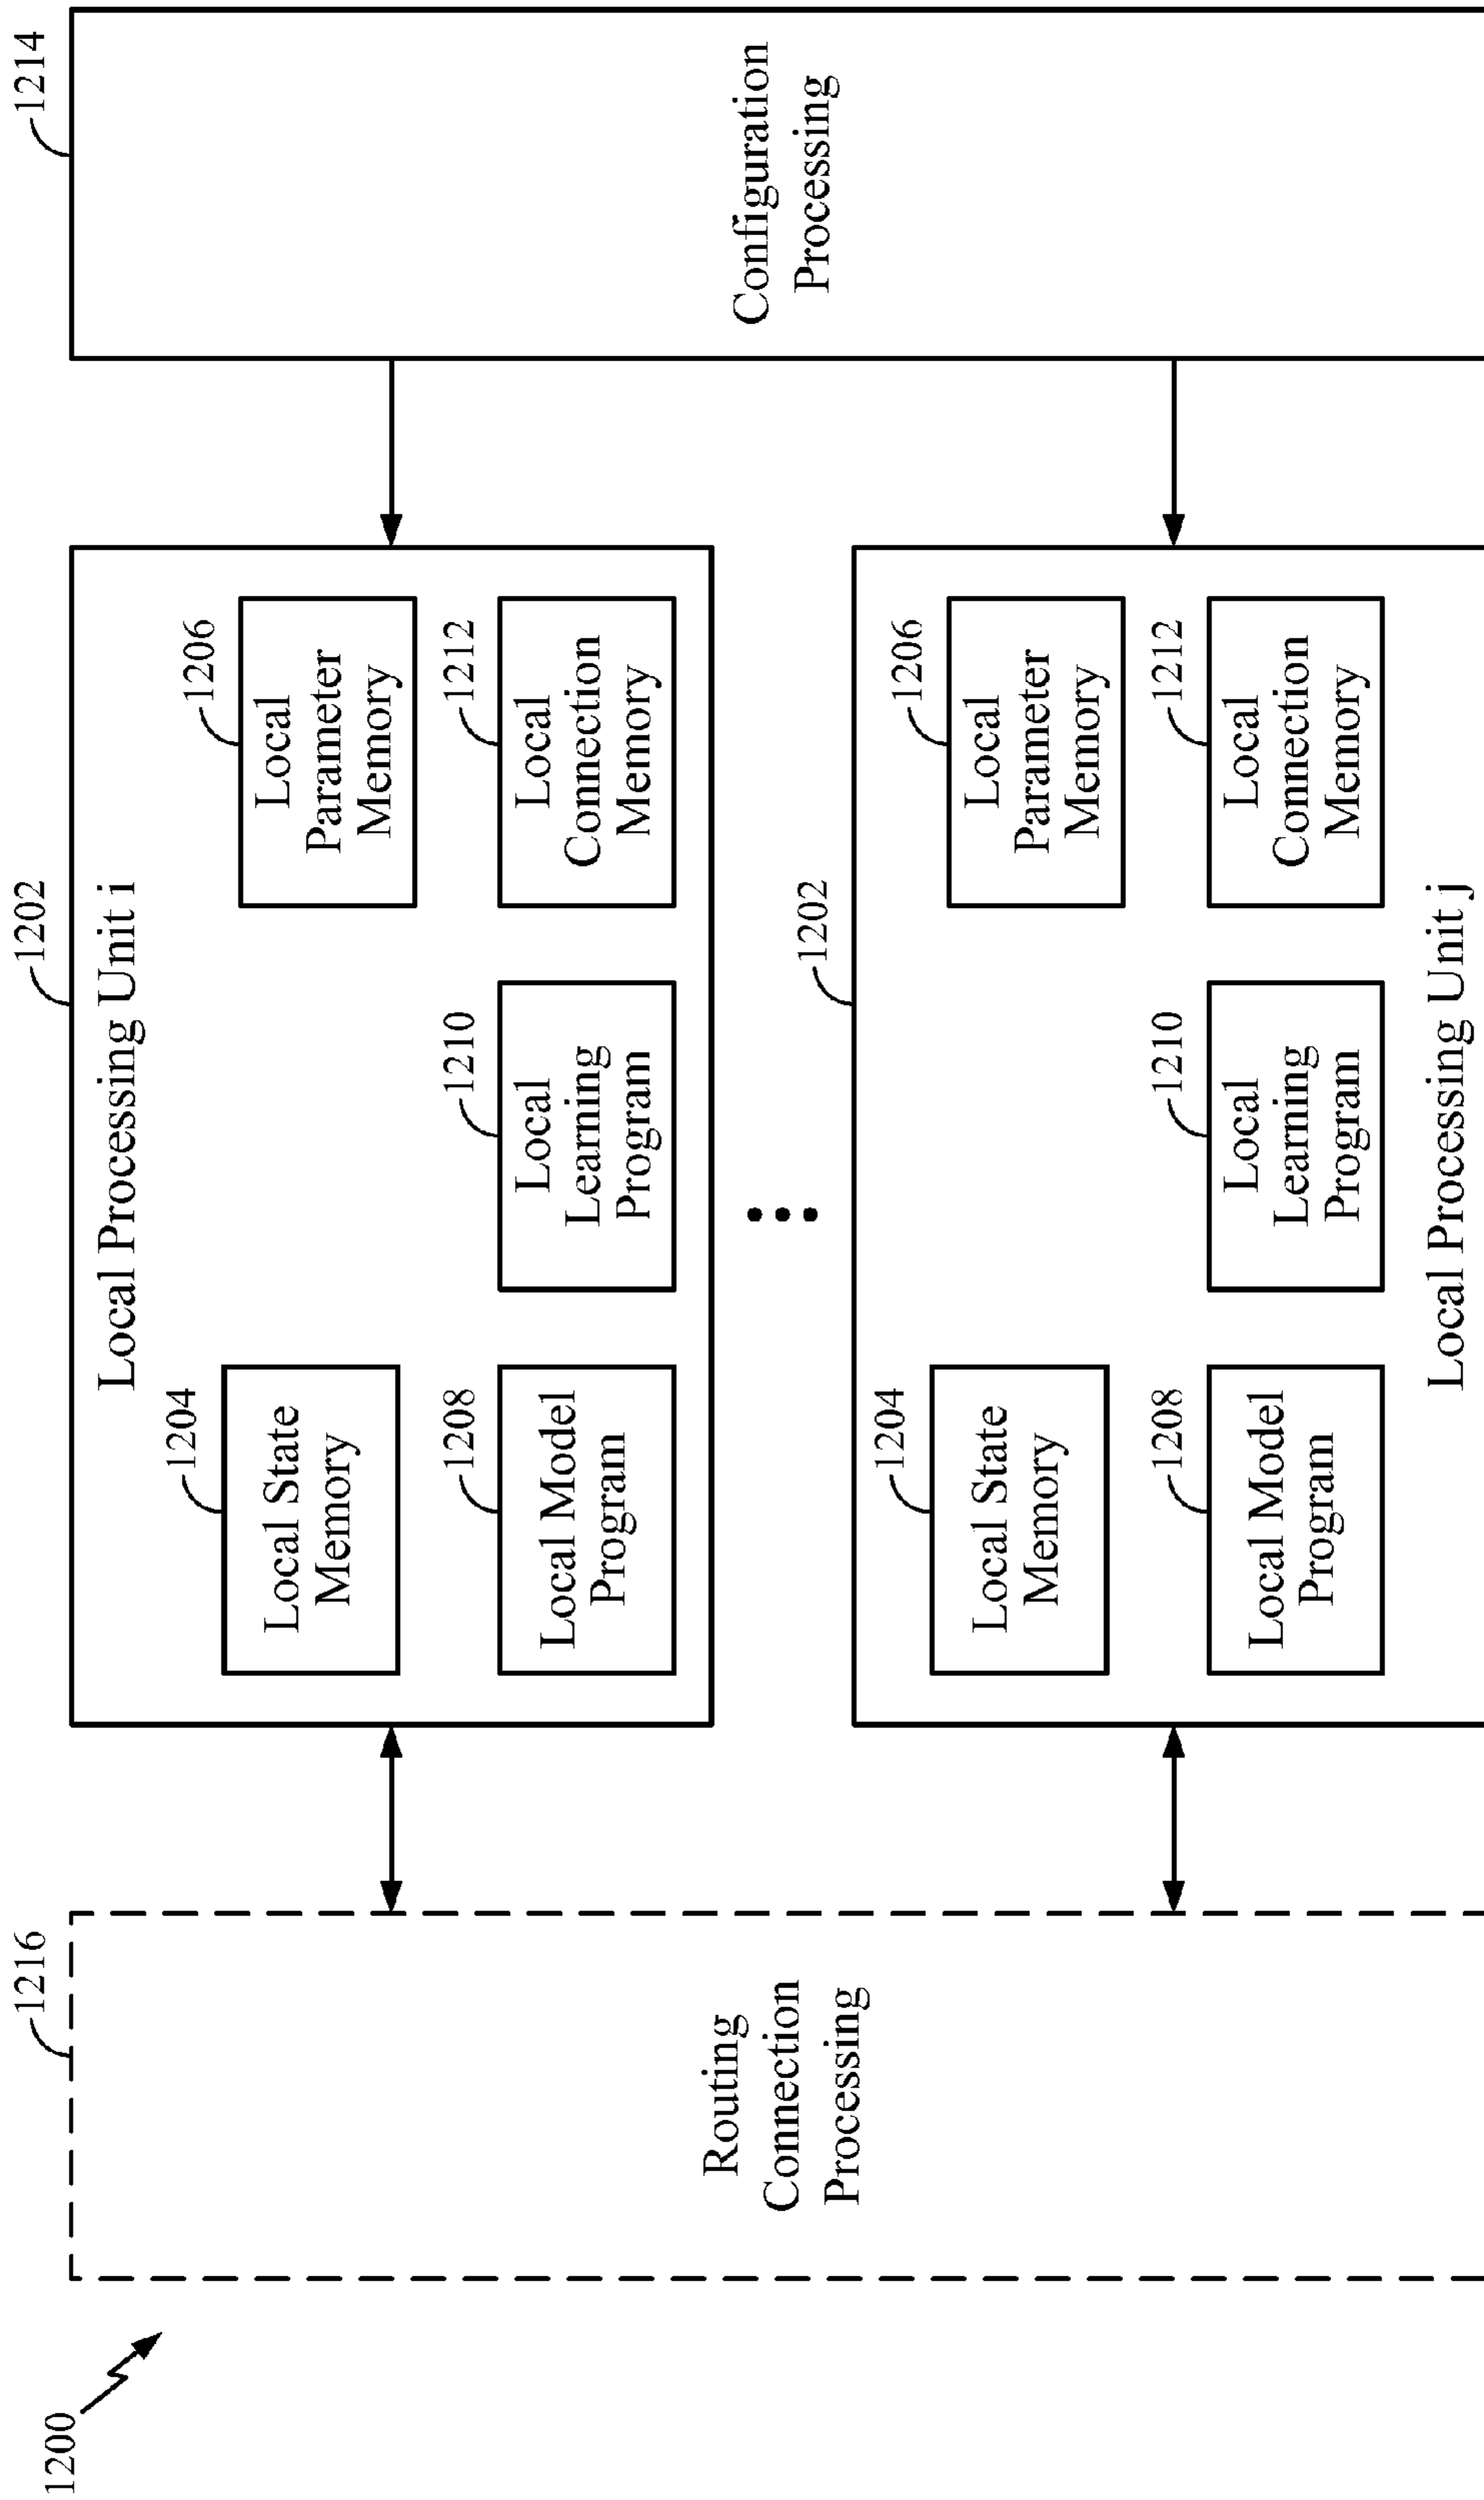 1200
1216
Routing
Connection
Processing
1202
Local Processing Unit i
1204
Local State
Memory
1206
Local
Parameter
Memory
1208
Local Model
Program
1210
Local
Learning
Program
1212
Local
Connection
Memory
1202
1204
Local State
Memory
1206
Local
Parameter
Memory
1208
Local Model
Program
1210
Local
Learning
Program
1212
Local
Connection
Memory
Local Processing Unit j
1214
Configuration
Processing